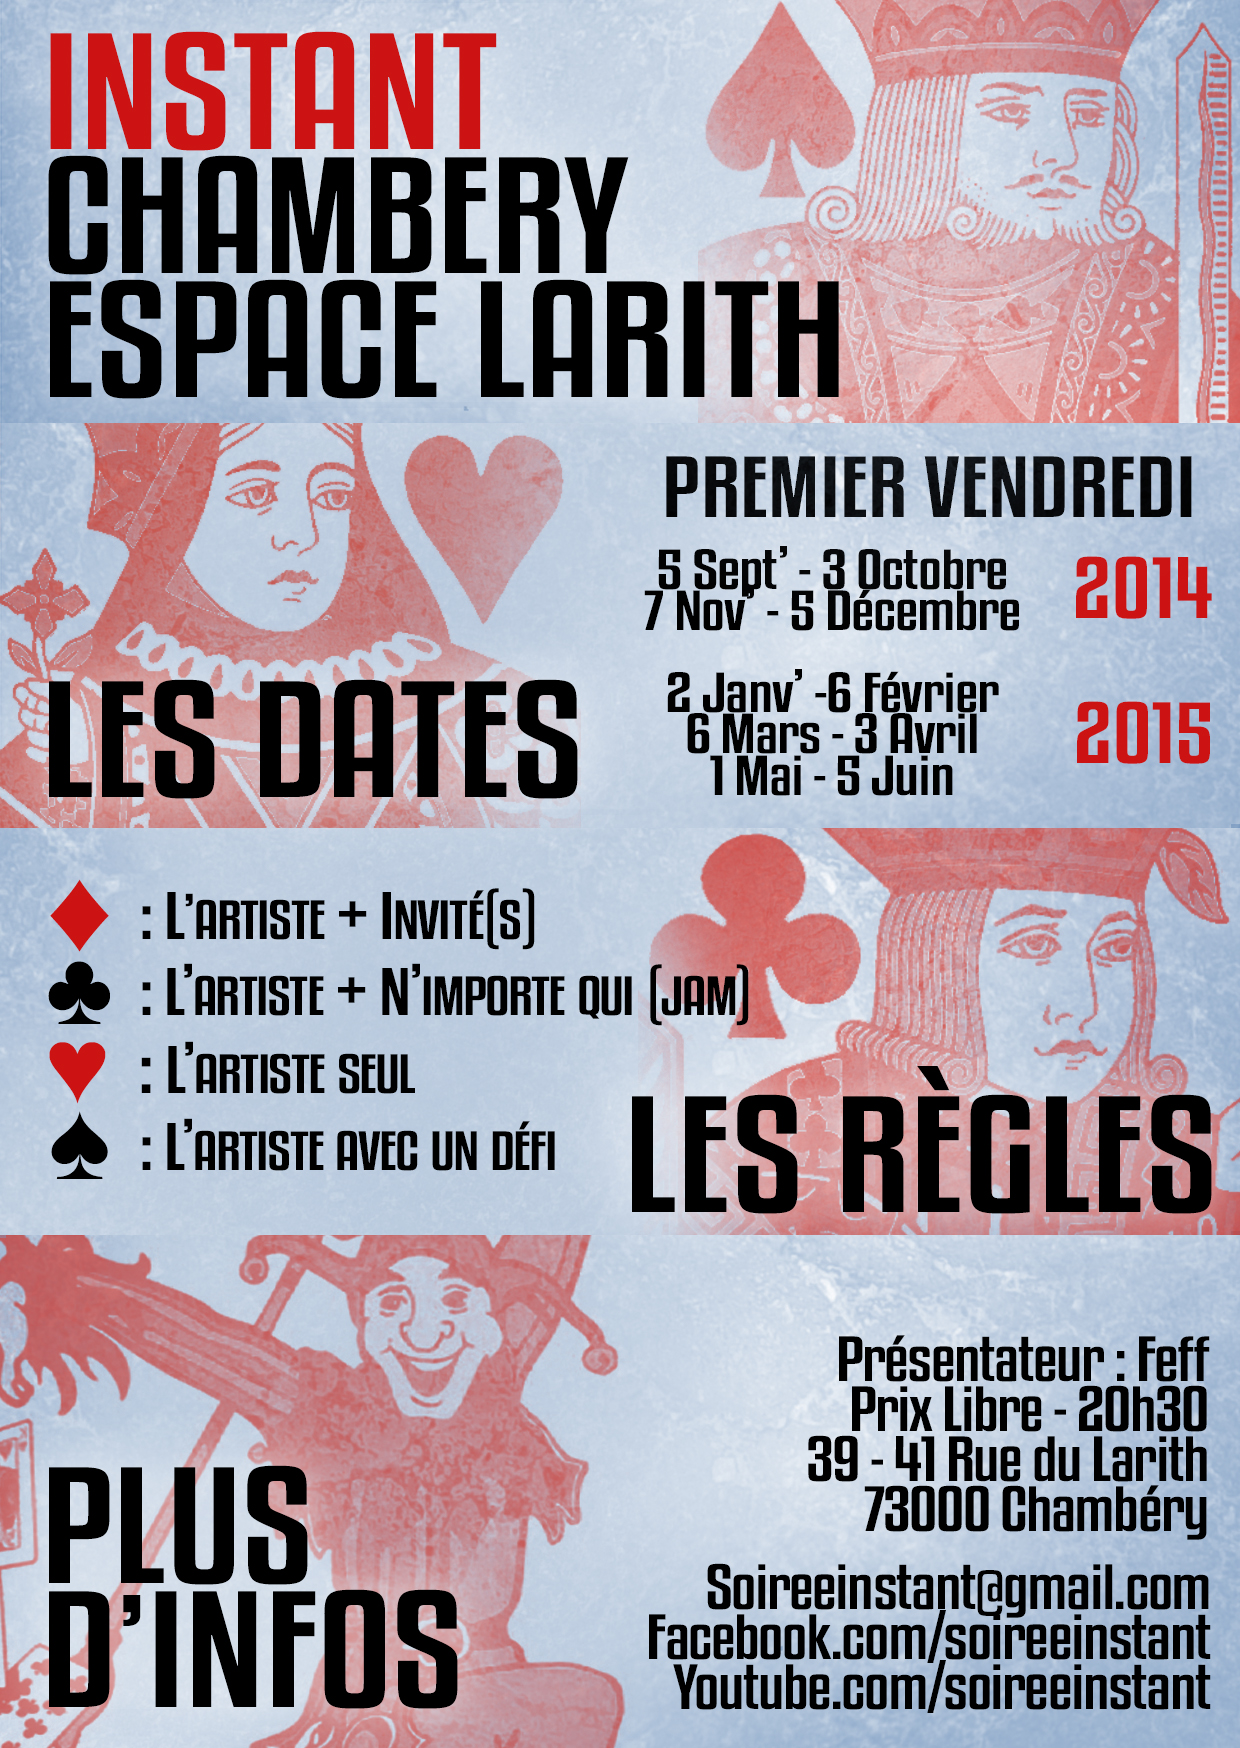 INSTANT
CHAMBERY
ESPACE LARITH
PREMIER VENDREDI
5 Sept' - 3 Octobre
7 Nov' - 5 Décembre
2014
2 Janv' -6 Février
6 Mars - 3 Avril
1 Mai - 5 Juin
2015
LES DATES
♦ : L'ARTISTE + INVITÉ(S)
♣ : L'ARTISTE + N'IMPORTE QUI (JAM)
♥ : L'ARTISTE SEUL
♠ : L'ARTISTE AVEC UN DÉFI
LES RÈGLES
PLUS
D'INFOS
Présentateur : Feff
Prix Libre - 20h30
39 - 41 Rue du Larith
73000 Chambéry
Soireeinstant@gmail.com
Facebook.com/soireeinstant
Youtube.com/soireeinstant